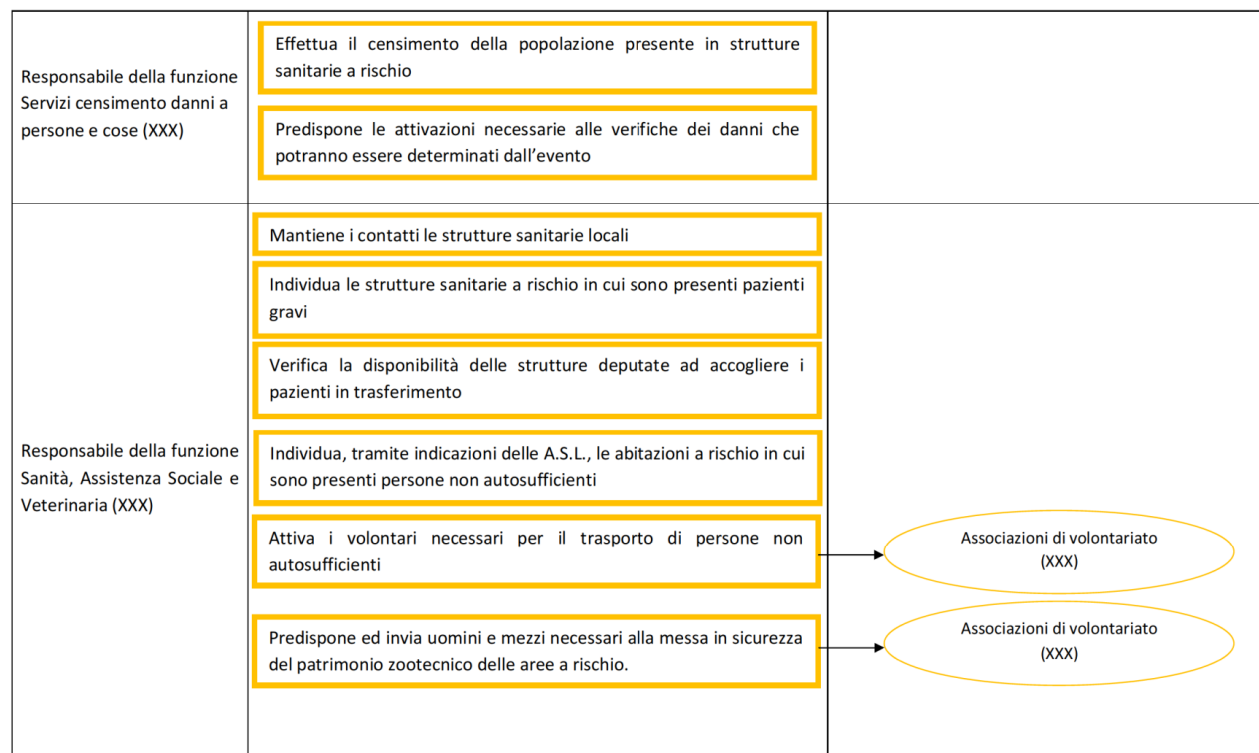 Responsabile della funzione
Servizi censimento danni a
persone e cose (XXX)
Effettua il censimento della popolazione presente in strutture
sanitarie a rischio
Predispone le attivazioni necessarie alle verifiche dei danni che
potranno essere determinati dall'evento
Responsabile della funzione
Sanità, Assistenza Sociale e
Veterinaria (XXX)
Mantiene i contatti le strutture sanitarie locali
Individua le strutture sanitarie a rischio in cui sono presenti pazienti
gravi
Verifica la disponibilità delle strutture deputate ad accogliere i
pazienti in trasferimento
Individua, tramite indicazioni delle A.S.L., le abitazioni a rischio in cui
sono presenti persone non autosufficienti
Attiva i volontari necessari per il trasporto di persone non
autosufficienti
Associazioni di volontariato
(XXX)
Predispone ed invia uomini e mezzi necessari alla messa in sicurezza
del patrimonio zootecnico delle aree a rischio.
Associazioni di volontariato
(XXX)